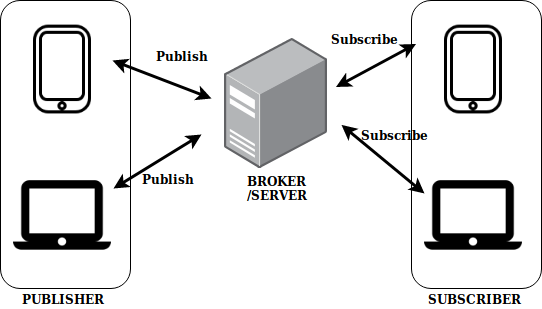 Publish
Subscribe
Publish
Subscribe
BROKER
/SERVER
PUBLISHER
SUBSCRIBER